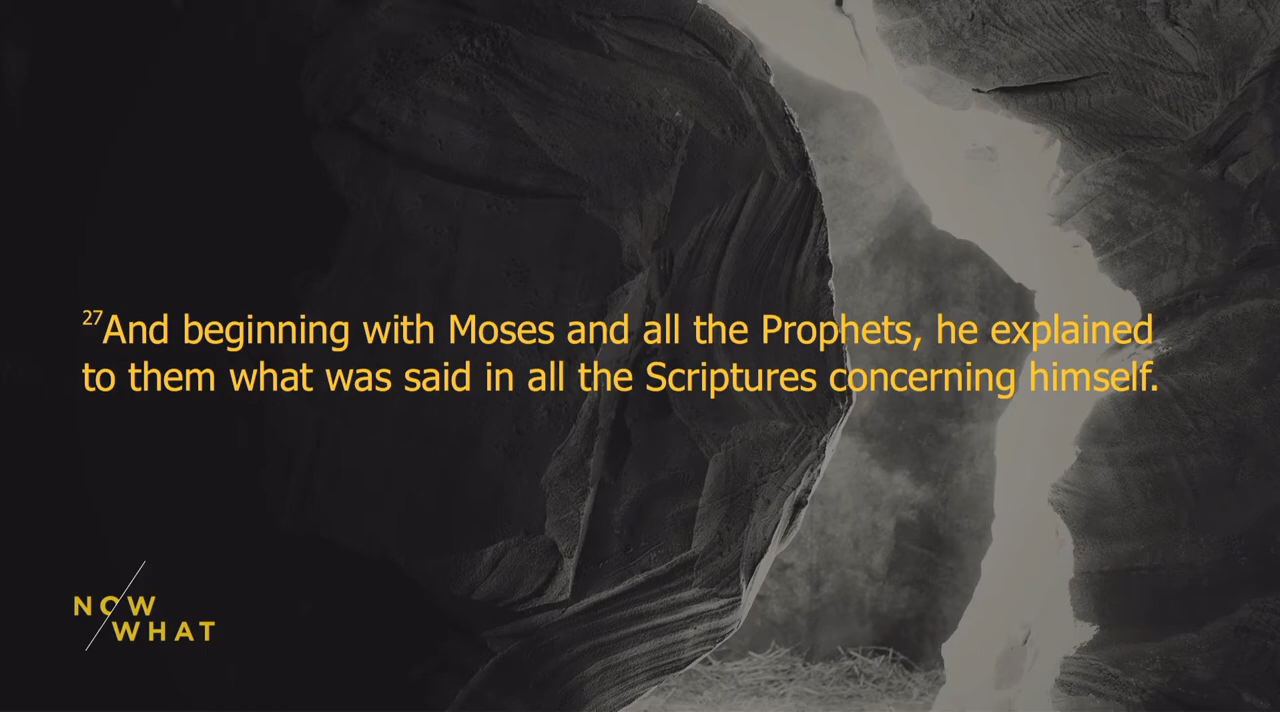 ²⁷And beginning with Moses and all the Prophets, he explained
to them what was said in all the Scriptures concerning himself.
NOW
WHAT